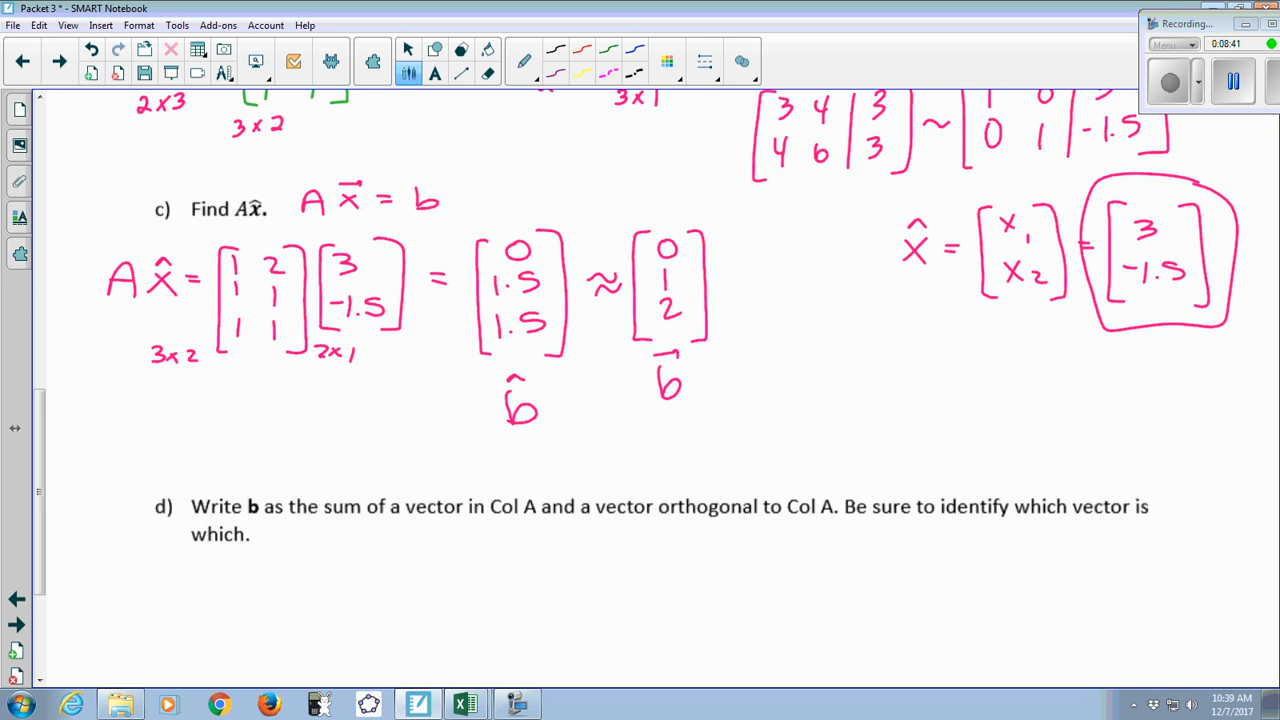 Packet 3 * - SMART Notebook
File Edit View Insert Format Tools Add-ons Account Help
Recording...
Menu
0:08:41
2x3
3x2
3x1
[3 4 | 3
4 6 | 3] ~ [1 0 |
0 1 | -1.5]
c) Find Ax̂. Ax⃗ = b
Ax̂ = [1 2
1 1
1 1] [3
-1.5] = [0
1.5
1.5] ≈ [0
1
2]
3x2 2x1
b̂ b⃗
x̂ = [x₁
x₂] = [3
-1.5]
d) Write b as the sum of a vector in Col A and a vector orthogonal to Col A. Be sure to identify which vector is
which.
10:39 AM
12/7/2017